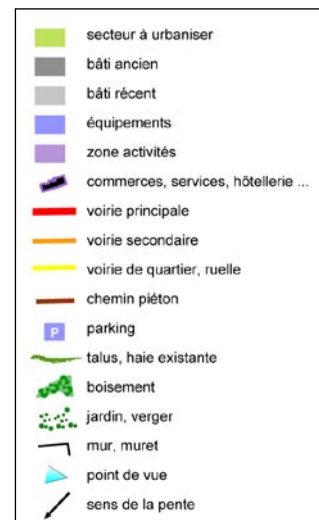 secteur à urbaniser
bâti ancien
bâti récent
équipements
zone activités
commerces, services, hôtellerie ...
voirie principale
voirie secondaire
voirie de quartier, ruelle
chemin piéton
P parking
talus, haie existante
boisement
jardin, verger
mur, muret
point de vue
sens de la pente